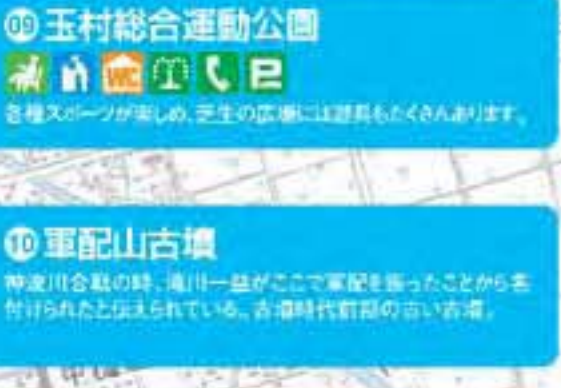 09 玉村総合運動公園
WC P
各種スポーツが楽しめ、芝生の広場には遊具もたくさんあります。
10 軍配山古墳
神流川合戦の時、滝川一益がここで軍配を振ったことから名
付けられたと伝えられている。古墳時代前期の古い古墳。